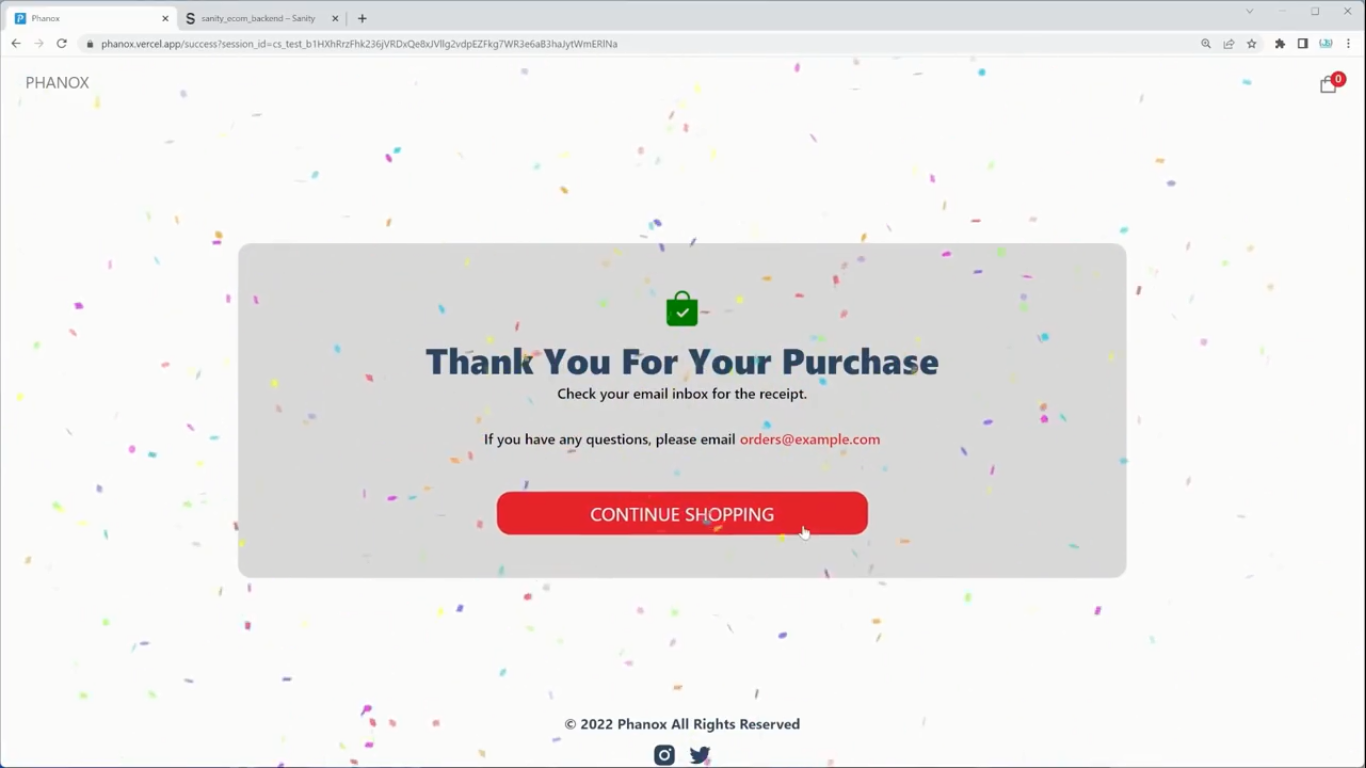 Phanox
sanity_ecom_backend – Sanity
phanox.vercel.app/success?session_id=cs_test_b1HXhRrzFhk236jVRDxQe8xJVllg2vdpEZFkg7WR3e6aB3haJytWmERlNa
PHANOX
0
Thank You For Your Purchase
Check your email inbox for the receipt.
If you have any questions, please email orders@example.com
CONTINUE SHOPPING
© 2022 Phanox All Rights Reserved